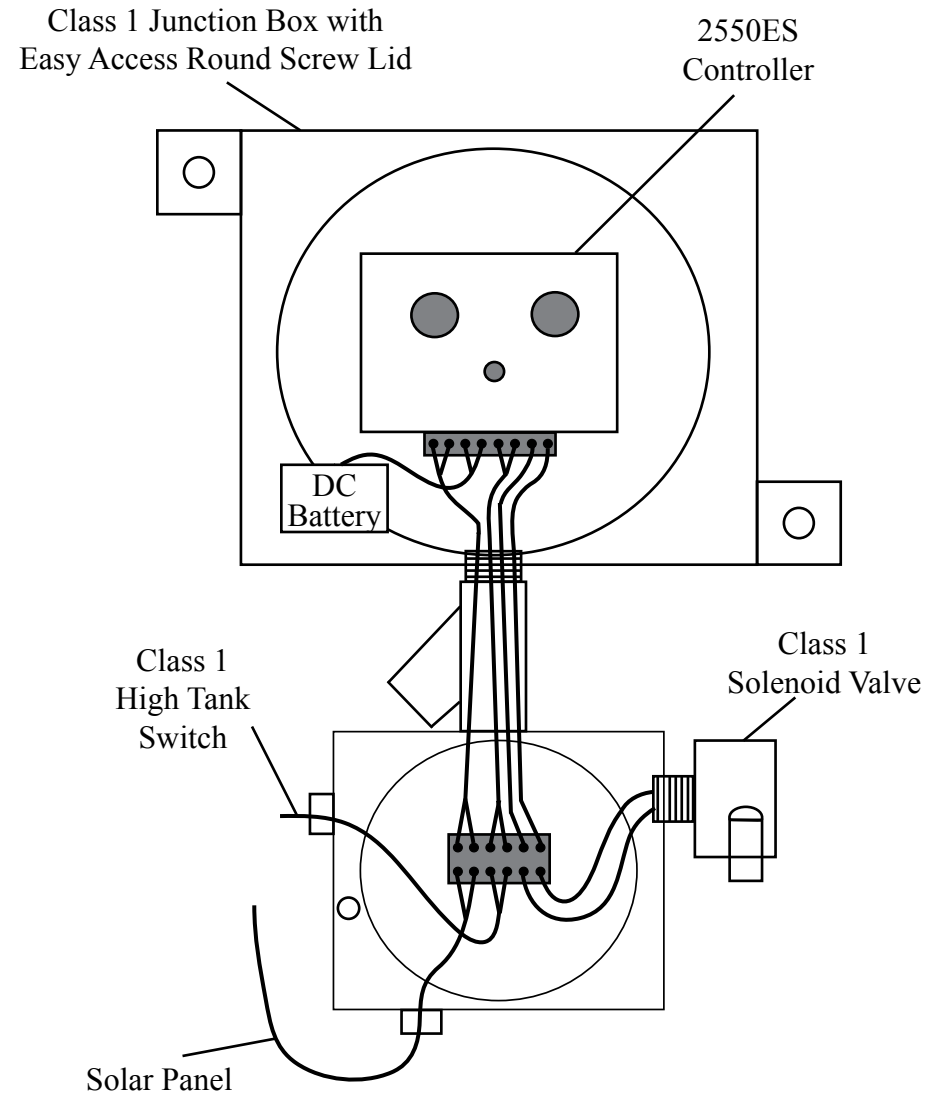 Class 1 Junction Box with
Easy Access Round Screw Lid
2550ES
Controller
DC
Battery
Class 1
High Tank
Switch
Class 1
Solenoid Valve
Solar Panel